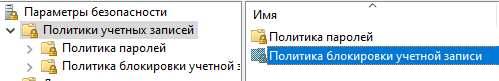 Параметры безопасности
Политики учетных записей
Политика паролей
Политика блокировки учетной з
Имя
Политика паролей
Политика блокировки учетной записи